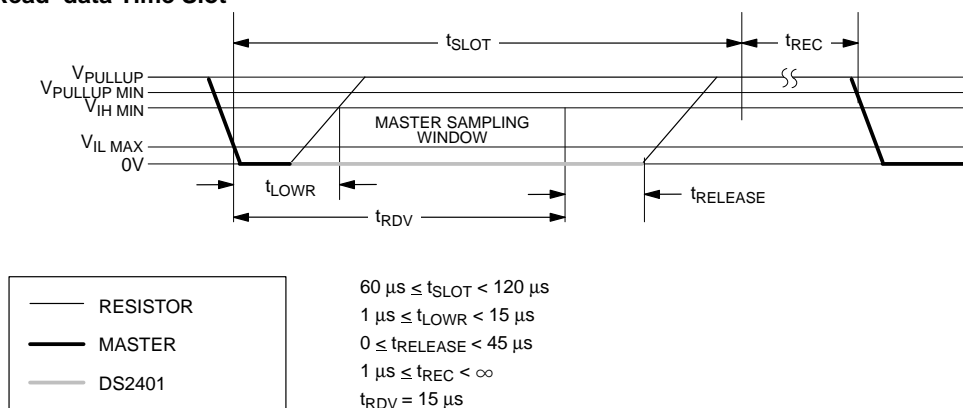 Read–data Time Slot
tSLOT
tREC
VPULLUP
VPULLUP MIN
VIH MIN
MASTER SAMPLING
WINDOW
VIL MAX
0V
tLOWR
tRELEASE
tRDV
RESISTOR
MASTER
DS2401
60 µs ≤ tSLOT < 120 µs
1 µs ≤ tLOWR < 15 µs
0 ≤ tRELEASE < 45 µs
1 µs ≤ tREC < ∞
tRDV = 15 µs